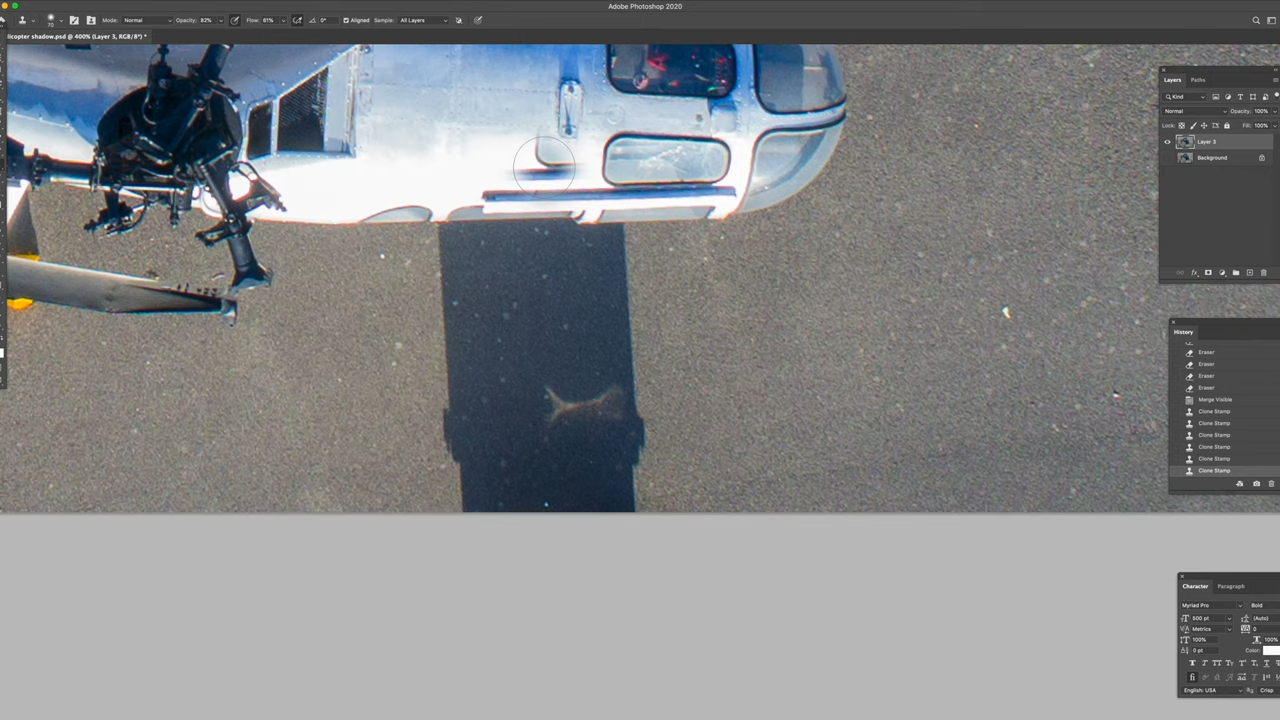 Adobe Photoshop 2020
70
Mode: Normal Opacity: 82% Flow: 61% 0° Aligned Sample: All Layers
licopter shadow.psd @ 400% (Layer 3, RGB/8*) *
Layers Paths
Kind
Normal Opacity: 100%
Lock: Fill: 100%
Layer 3
Background
History
Eraser
Eraser
Eraser
Eraser
Merge Visible
Clone Stamp
Clone Stamp
Clone Stamp
Clone Stamp
Clone Stamp
Clone Stamp
Character Paragraph
Myriad Pro Bold
500 pt (Auto)
Metrics 0
100% 100%
0 pt Color:
English: USA Crisp